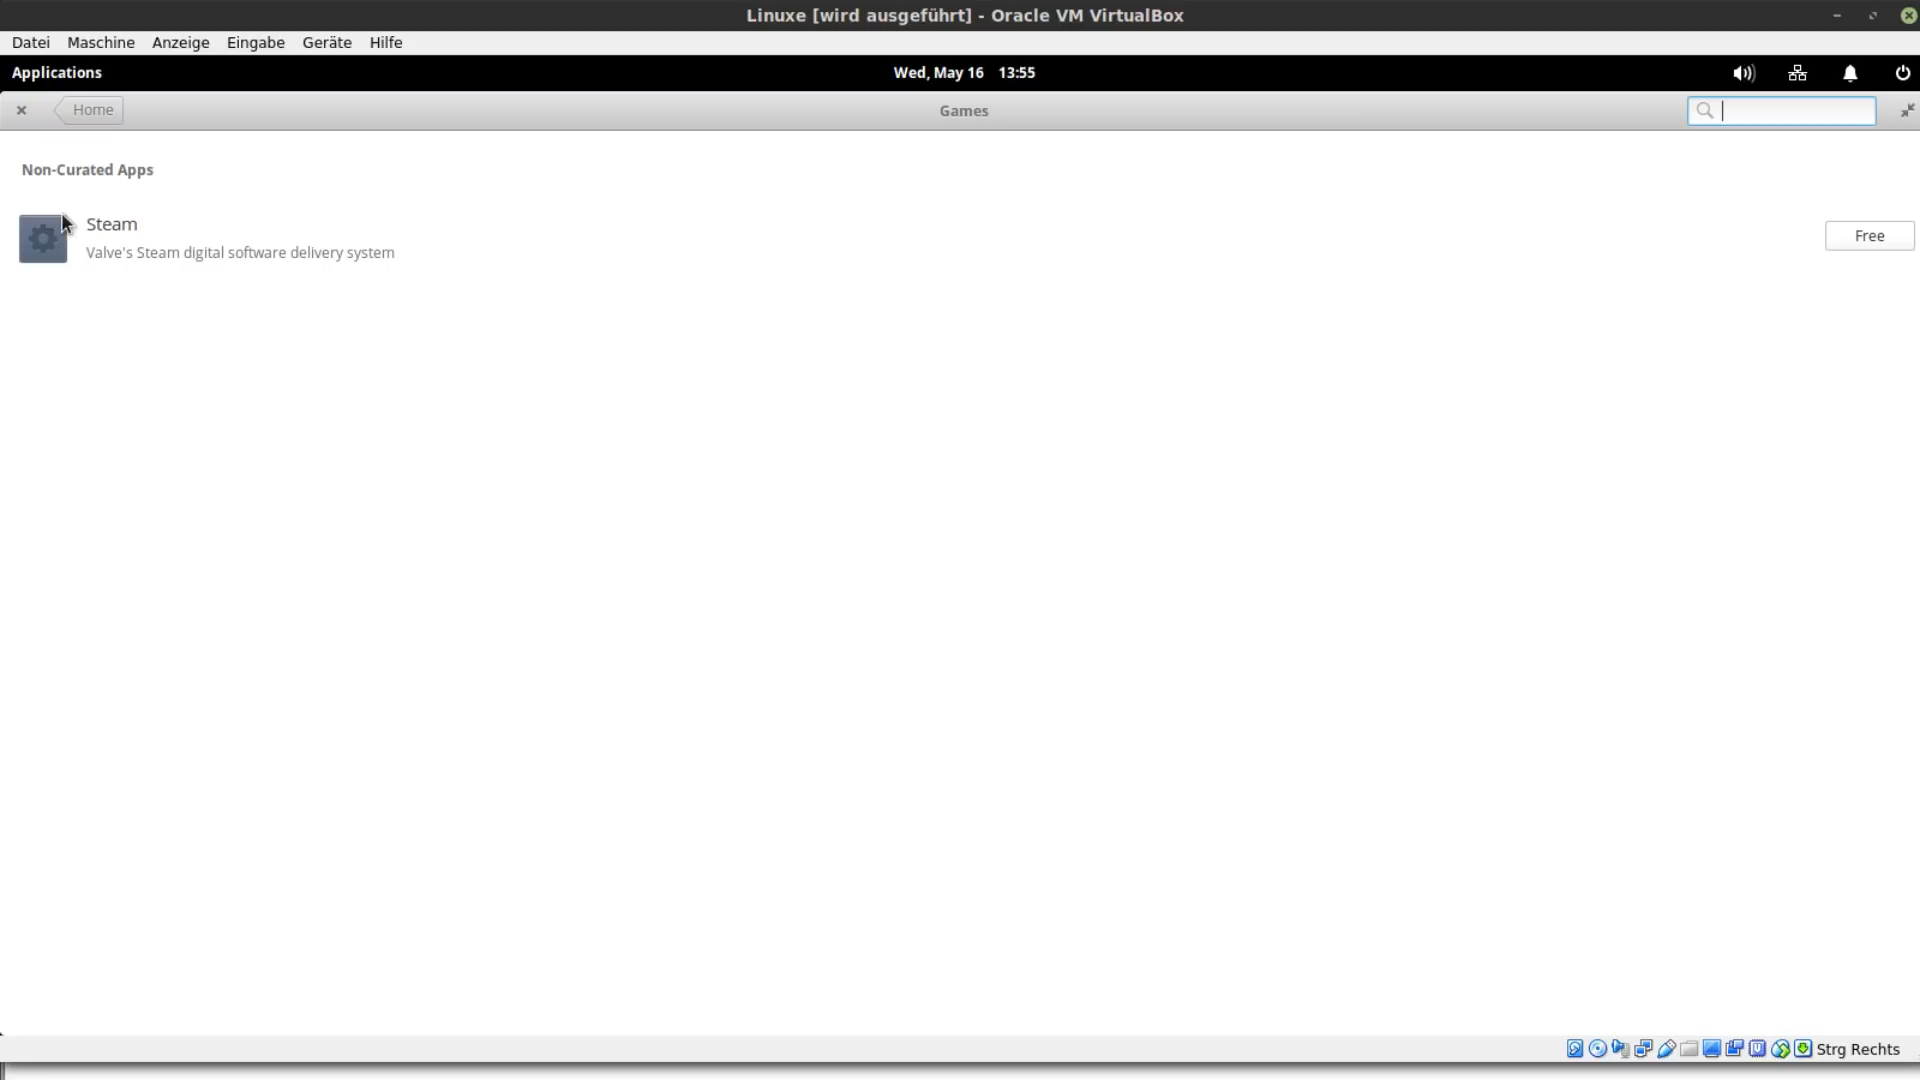 Linuxe [wird ausgeführt] - Oracle VM VirtualBox
Datei Maschine Anzeige Eingabe Geräte Hilfe
Applications Wed, May 16 13:55
Home Games
Non-Curated Apps
Steam
Valve's Steam digital software delivery system
Free
Strg Rechts